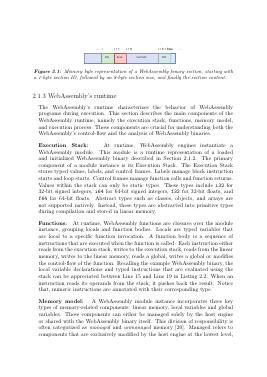 Figure 2.1: Memory byte representation of a WebAssembly binary section, starting with
a 1-byte section ID, followed by an 8-byte section size, and finally the section content.
2.1.3 WebAssembly's runtime
The WebAssembly's runtime characterizes the behavior of WebAssembly
programs during execution. This section describes the main components of the
WebAssembly runtime, namely the execution stack, functions, memory model,
and execution process. These components are crucial for understanding both the
WebAssembly's control-flow and the analysis of WebAssembly binaries.
Execution Stack: At runtime, WebAssembly engines instantiate a
WebAssembly module. This module is a runtime representation of a loaded
and initialized WebAssembly binary described in Section 2.1.2. The primary
component of a module instance is its Execution Stack. The Execution Stack
stores typed values, labels, and control frames. Labels manage block instruction
starts and loop starts. Control frames manage function calls and function returns.
Values within the stack can only be static types. These types include i32 for
32-bit signed integers, i64 for 64-bit signed integers, f32 for 32-bit floats, and
f64 for 64-bit floats. Abstract types such as classes, objects, and arrays are
not supported natively. Instead, these types are abstracted into primitive types
during compilation and stored in linear memory.
Functions: At runtime, WebAssembly functions are closures over the module
instance, grouping locals and function bodies. Locals are typed variables that
are local to a specific function invocation. A function body is a sequence of
instructions that are executed when the function is called. Each instruction either
reads from the execution stack, writes to the execution stack, reads from the linear
memory, writes to the linear memory, reads a global, writes a global or modifies
the control-flow of the function. Recalling the example WebAssembly binary, the
local variable declarations and typed instructions that are evaluated using the
stack can be appreciated between Line 15 and Line 19 in Listing 2.2. When an
instruction reads its operands from the stack, it pushes back the result. Notice
that, numeric instructions are annotated with their corresponding type.
Memory model: A WebAssembly module instance incorporates three key
types of memory-related components: linear memory, local variables and global
variables. These components can either be managed solely by the host engine
or shared with the WebAssembly binary itself. This division of responsibility is
often categorized as managed and unmanaged memory [20]. Managed refers to
components that are exclusively modified by the host engine at the lowest level,